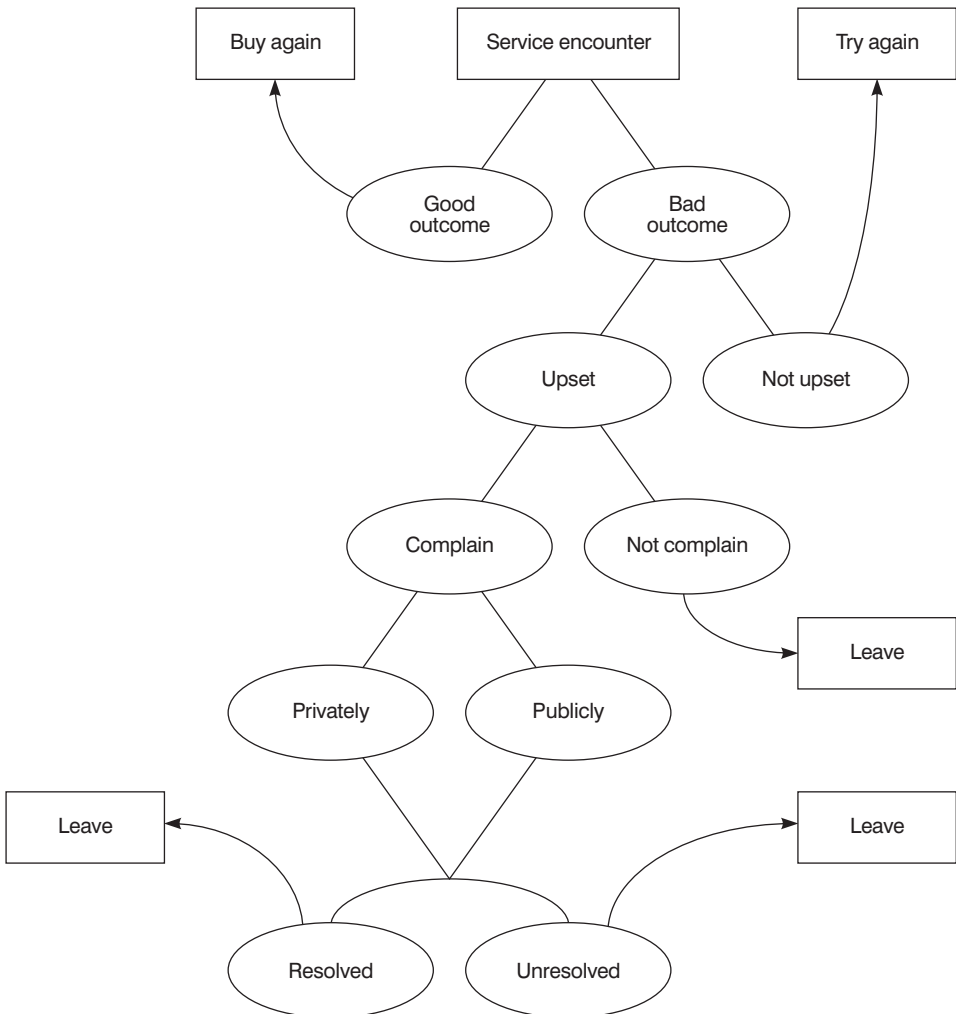 Buy again
Service encounter
Try again
Good
outcome
Bad
outcome
Upset
Not upset
Complain
Not complain
Leave
Privately
Publicly
Leave
Leave
Resolved
Unresolved